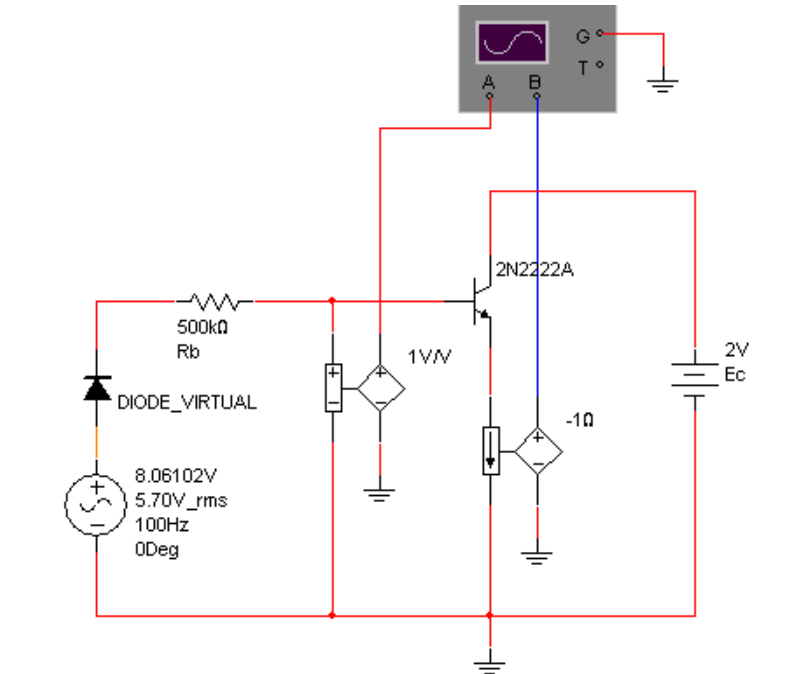 G
T
A
B
2N2222A
500kΩ
Rb
1V/V
2V
Ec
DIODE_VIRTUAL
-1Ω
8.06102V
5.70V_rms
100Hz
0Deg